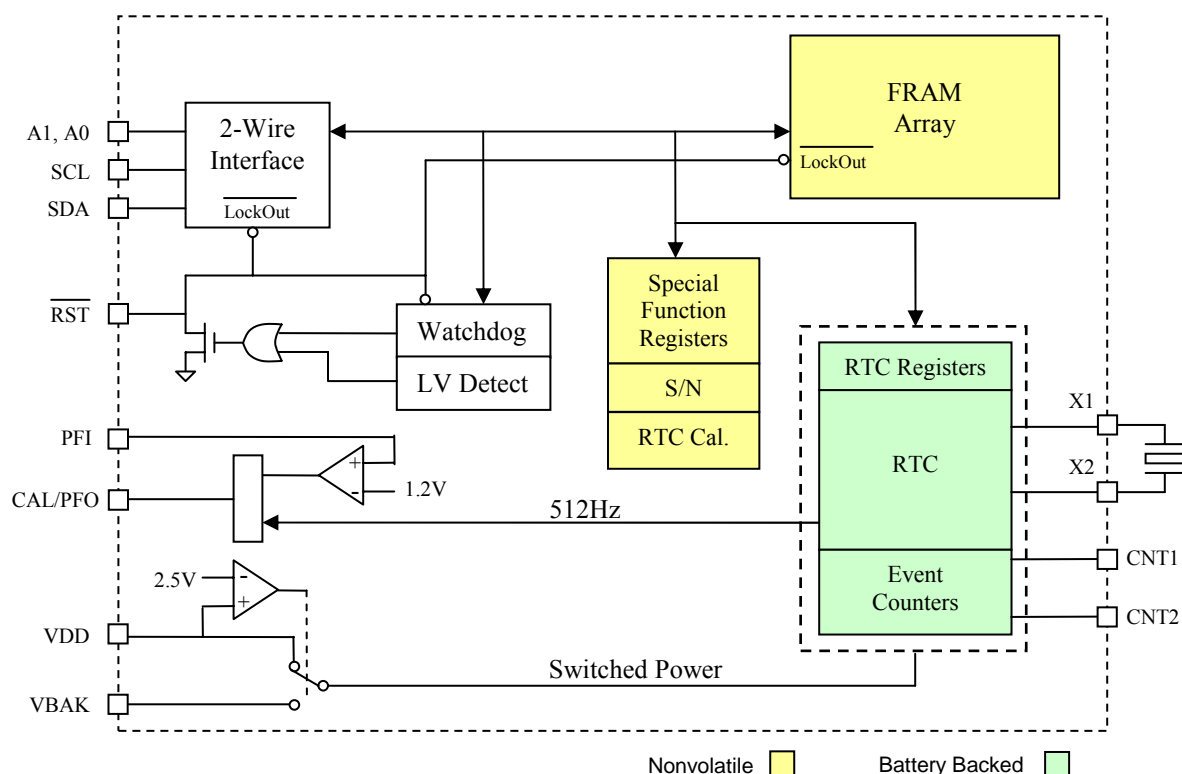 FRAM
Array
LockOut
A1, A0
SCL
SDA
2-Wire
Interface
LockOut
RST
Watchdog
LV Detect
Special
Function
Registers
S/N
RTC Cal.
RTC Registers
RTC
Event
Counters
X1
X2
CNT1
CNT2
PFI
CAL/PFO
+
-
1.2V
512Hz
2.5V
-
+
VDD
VBAK
Switched Power
Nonvolatile
Battery Backed